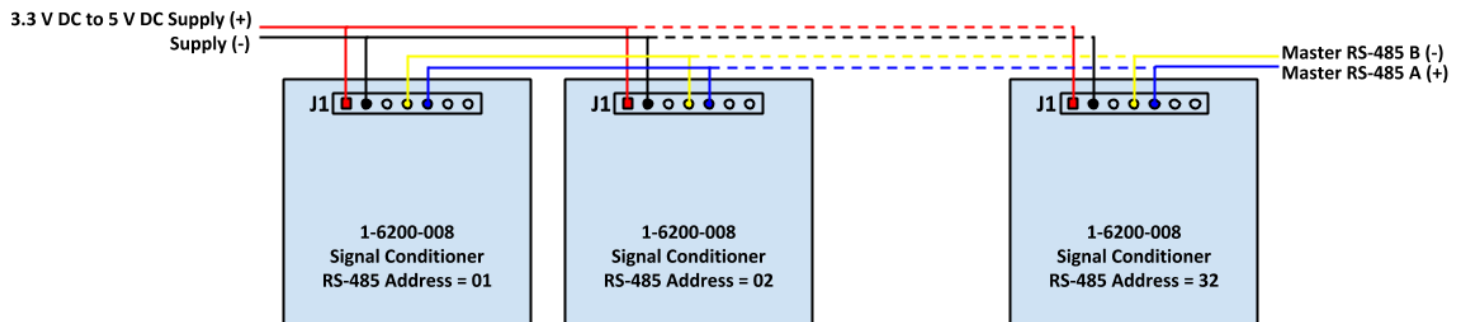 3.3 V DC to 5 V DC Supply (+)
Supply (-)
Master RS-485 B (-)
Master RS-485 A (+)
J1
J1
J1
1-6200-008
Signal Conditioner
RS-485 Address = 01
1-6200-008
Signal Conditioner
RS-485 Address = 02
1-6200-008
Signal Conditioner
RS-485 Address = 32